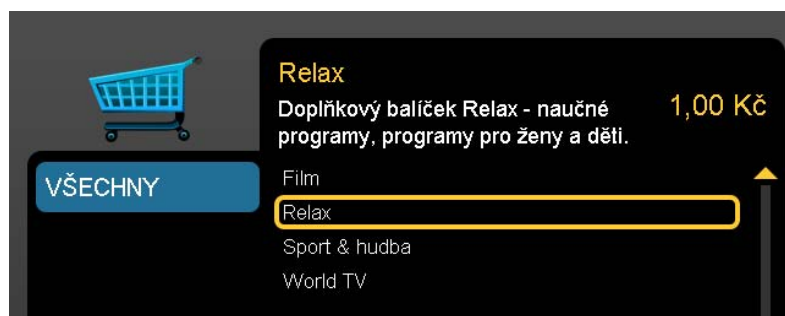 Relax
Doplňkový balíček Relax - naučné
programy, programy pro ženy a děti.
1,00 Kč
VŠECHNY
Film
Relax
Sport & hudba
World TV